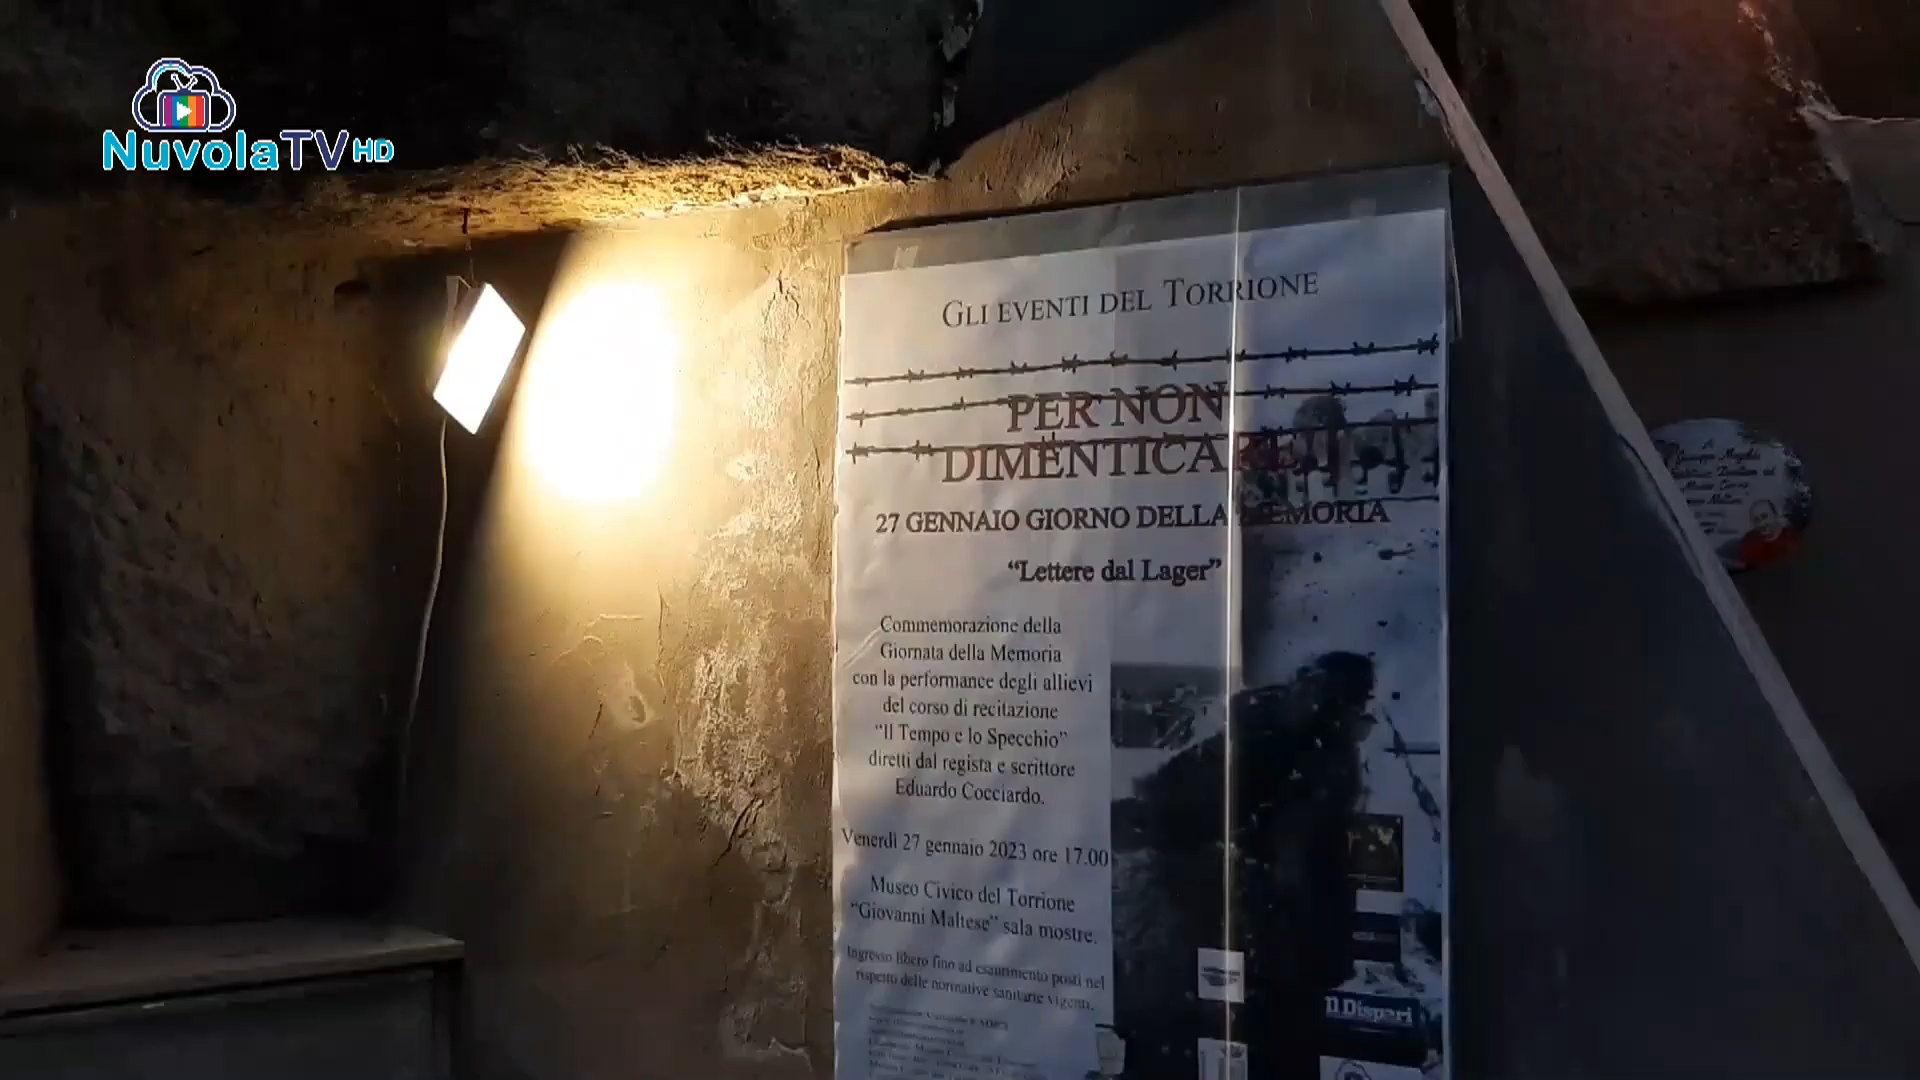 NuvolaTV HD
GLI EVENTI DEL TORRIONE
PER NON
DIMENTICARE
27 GENNAIO GIORNO DELLA MEMORIA
“Lettere dal Lager”
Commemorazione della
Giornata della Memoria
con la performance degli allievi
del corso di recitazione
“Il Tempo e lo Specchio”
diretti dal regista e scrittore
Eduardo Cocciardo.
Venerdì 27 gennaio 2023 ore 17.00
Museo Civico del Torrione
“Giovanni Maltese” sala mostre.
Ingresso libero fino ad esaurimento posti nel
rispetto delle normative sanitarie vigenti.
Il Dispari